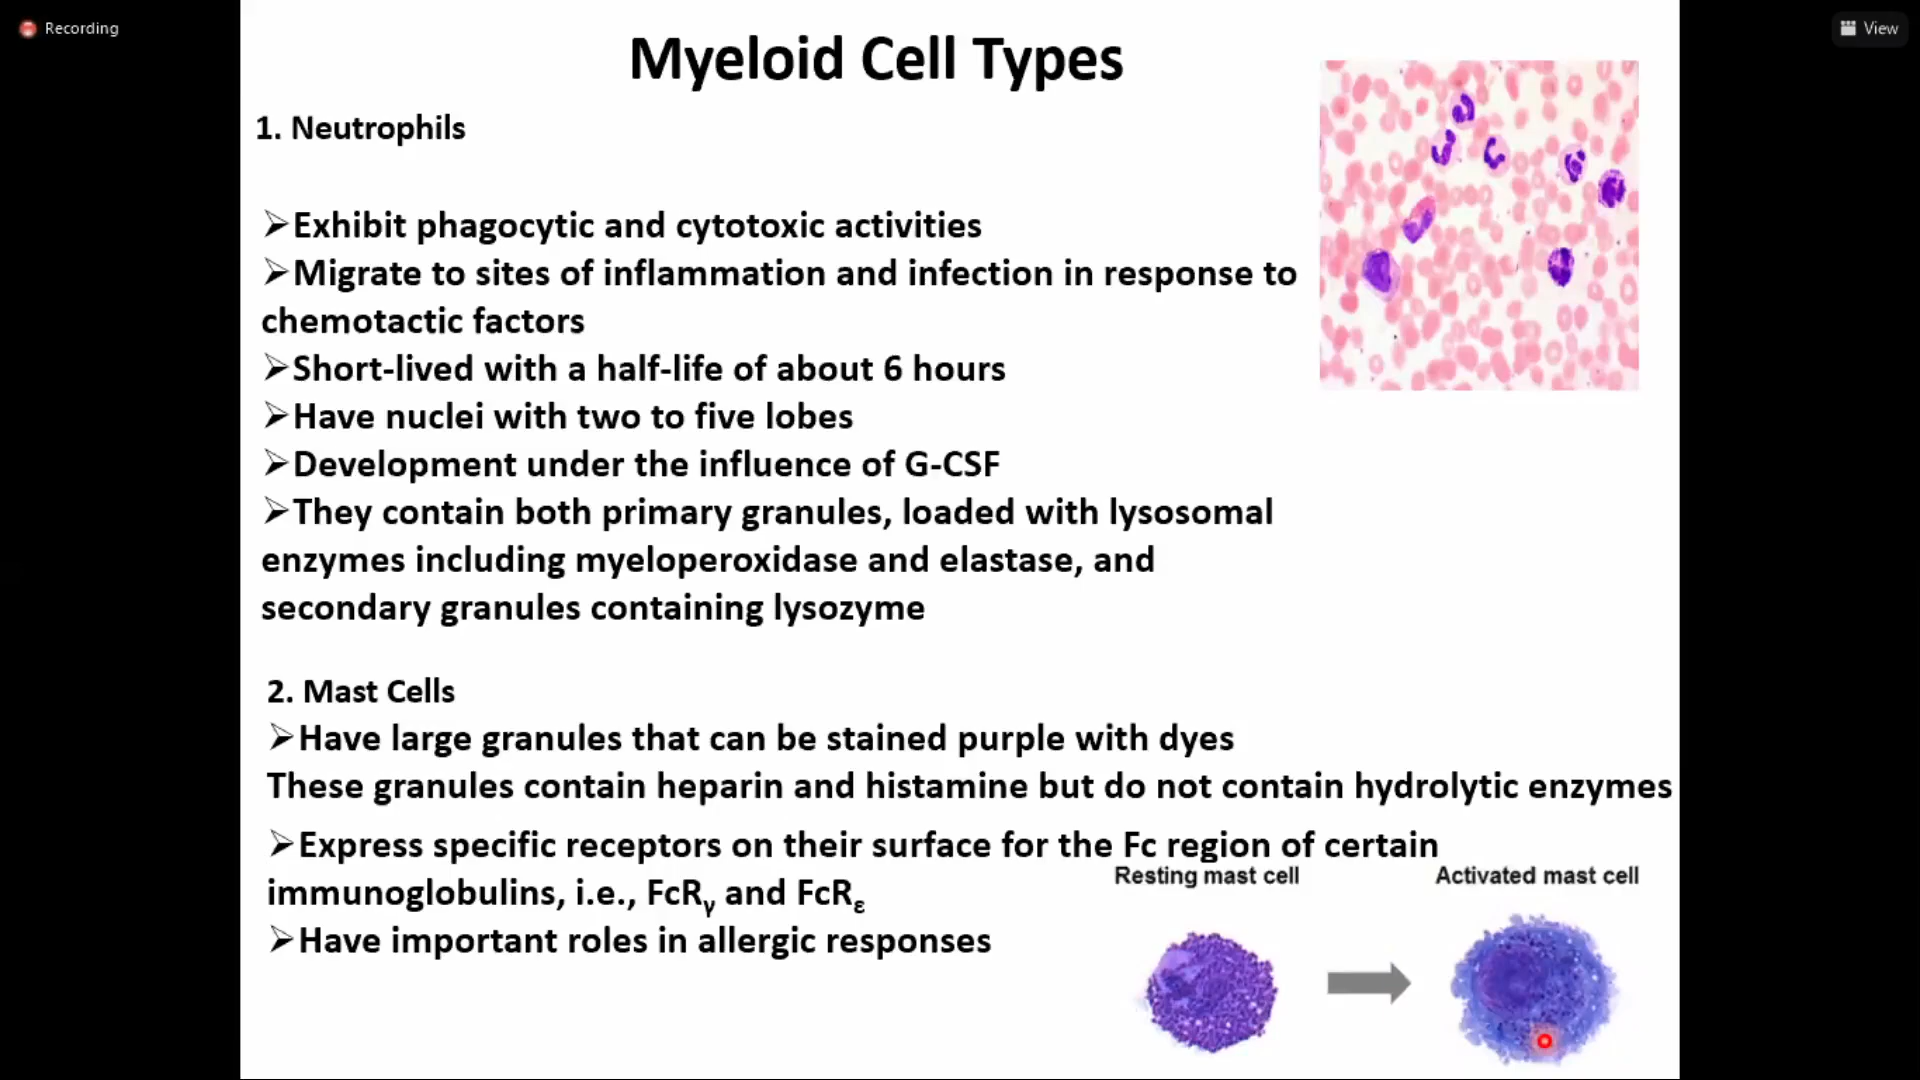 Recording
View
Myeloid Cell Types
1. Neutrophils
➢Exhibit phagocytic and cytotoxic activities
➢Migrate to sites of inflammation and infection in response to
chemotactic factors
➢Short-lived with a half-life of about 6 hours
➢Have nuclei with two to five lobes
➢Development under the influence of G-CSF
➢They contain both primary granules, loaded with lysosomal
enzymes including myeloperoxidase and elastase, and
secondary granules containing lysozyme
2. Mast Cells
➢Have large granules that can be stained purple with dyes
These granules contain heparin and histamine but do not contain hydrolytic enzymes
➢Express specific receptors on their surface for the Fc region of certain
immunoglobulins, i.e., FcRγ and FcRε
➢Have important roles in allergic responses
Resting mast cell
Activated mast cell